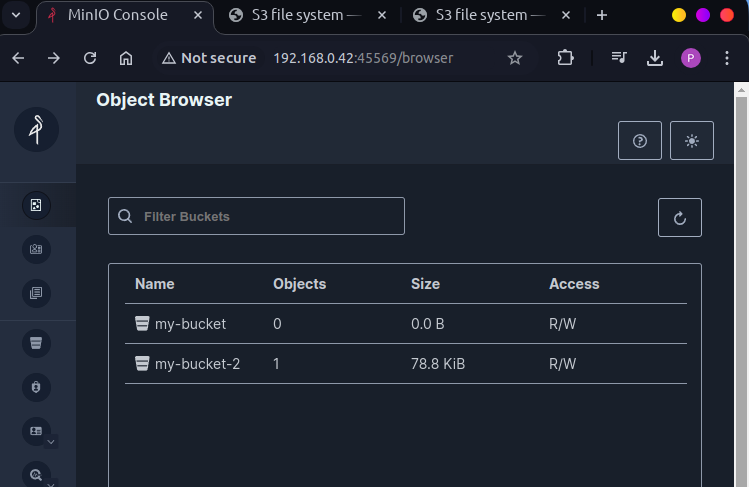 MinIO Console
S3 file system —
S3 file system —
Not secure 192.168.0.42:45569/browser
P
Object Browser
Filter Buckets
Name Objects Size Access
my-bucket 0 0.0 B R/W
my-bucket-2 1 78.8 KiB R/W